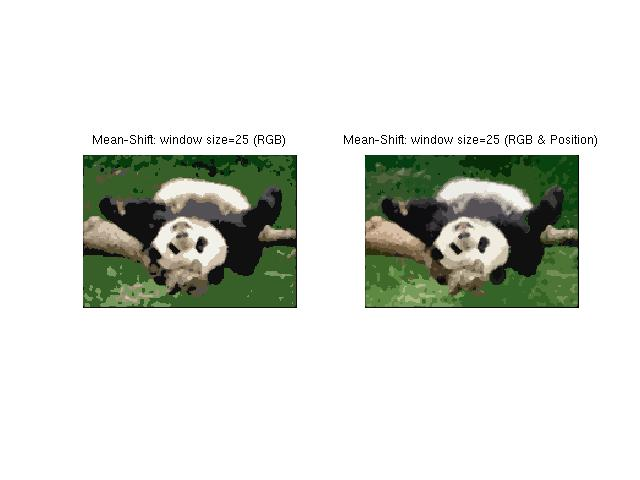 Mean-Shift: window size=25 (RGB)
Mean-Shift: window size=25 (RGB & Position)